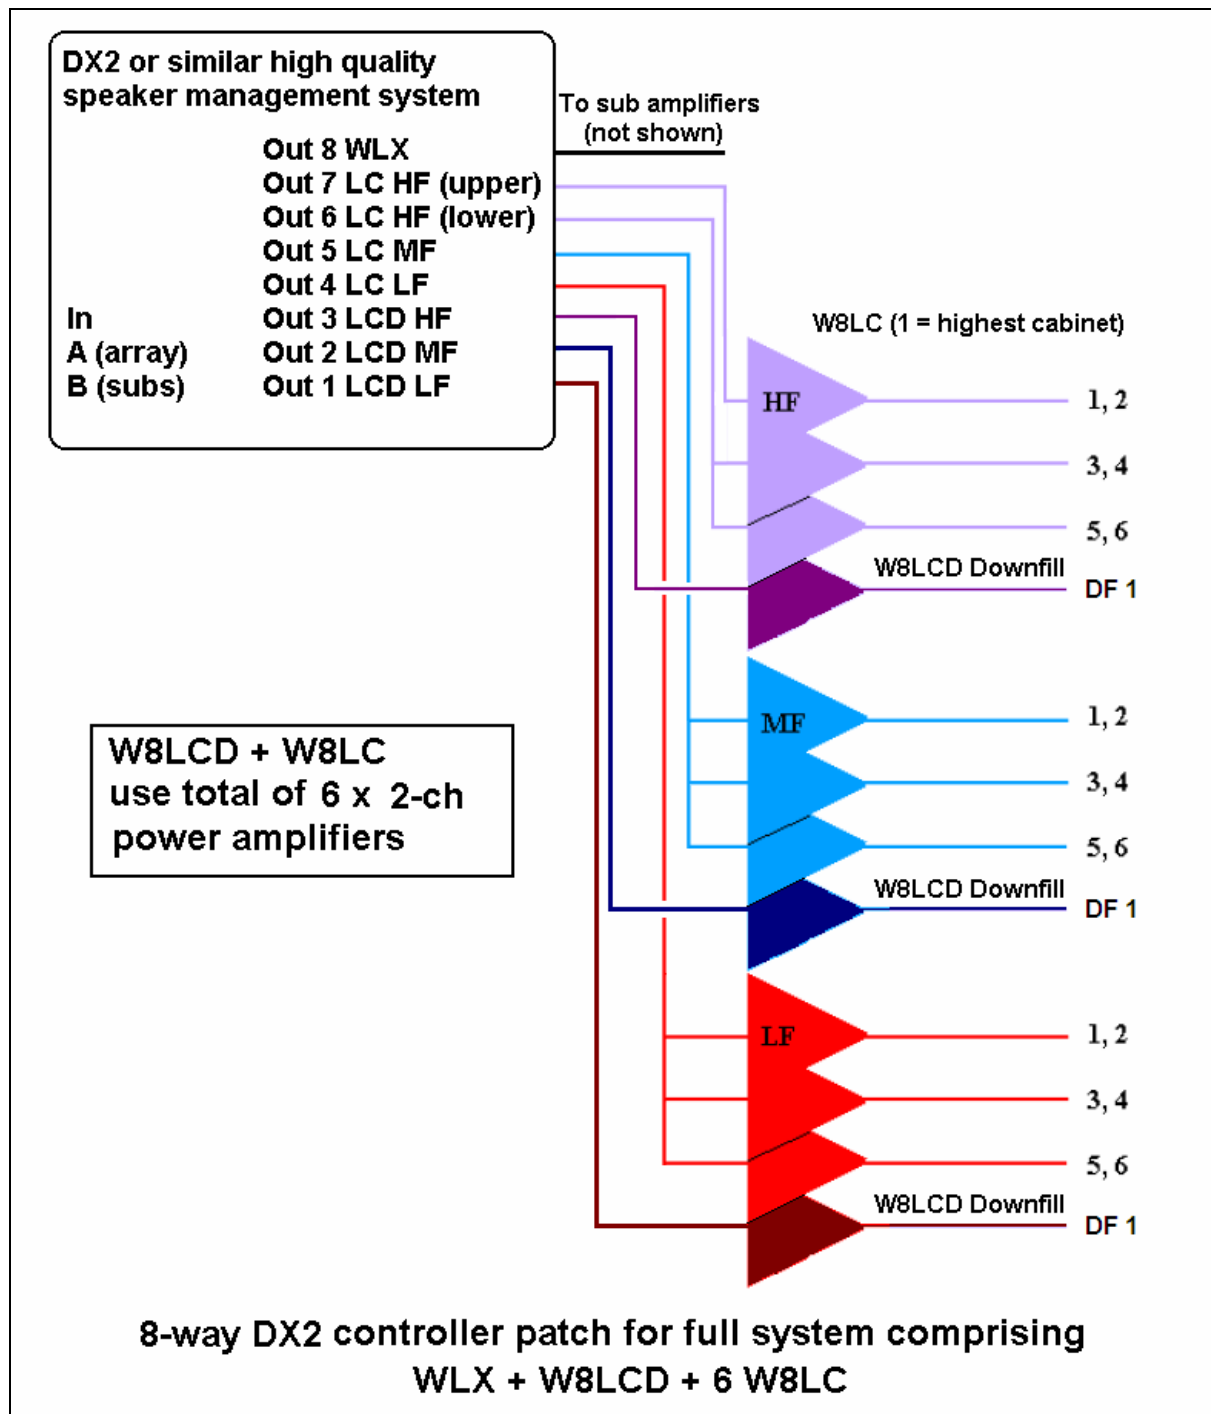 DX2 or similar high quality
speaker management system
To sub amplifiers
(not shown)
Out 8 WLX
Out 7 LC HF (upper)
Out 6 LC HF (lower)
Out 5 LC MF
Out 4 LC LF
In
Out 3 LCD HF
A (array)
Out 2 LCD MF
B (subs)
Out 1 LCD LF
W8LC (1 = highest cabinet)
HF
1, 2
3, 4
5, 6
W8LCD Downfill
DF 1
MF
1, 2
3, 4
5, 6
W8LCD Downfill
DF 1
W8LCD + W8LC
use total of 6 x 2-ch
power amplifiers
LF
1, 2
3, 4
5, 6
W8LCD Downfill
DF 1
8-way DX2 controller patch for full system comprising
WLX + W8LCD + 6 W8LC